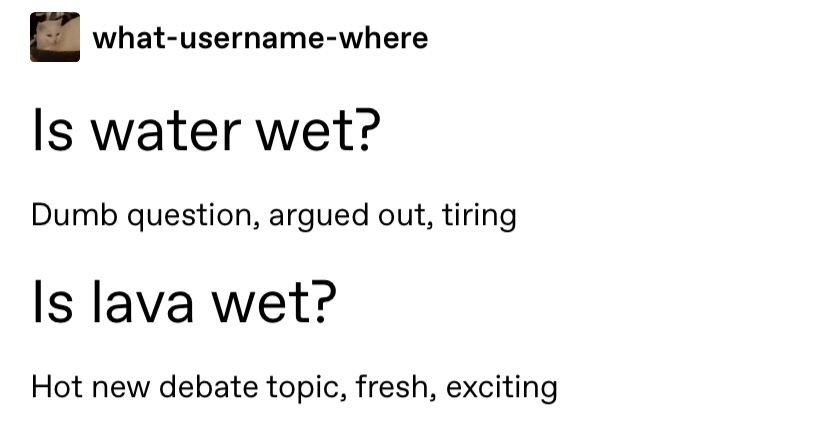 what-username-where
Is water wet?
Dumb question, argued out, tiring
Is lava wet?
Hot new debate topic, fresh, exciting